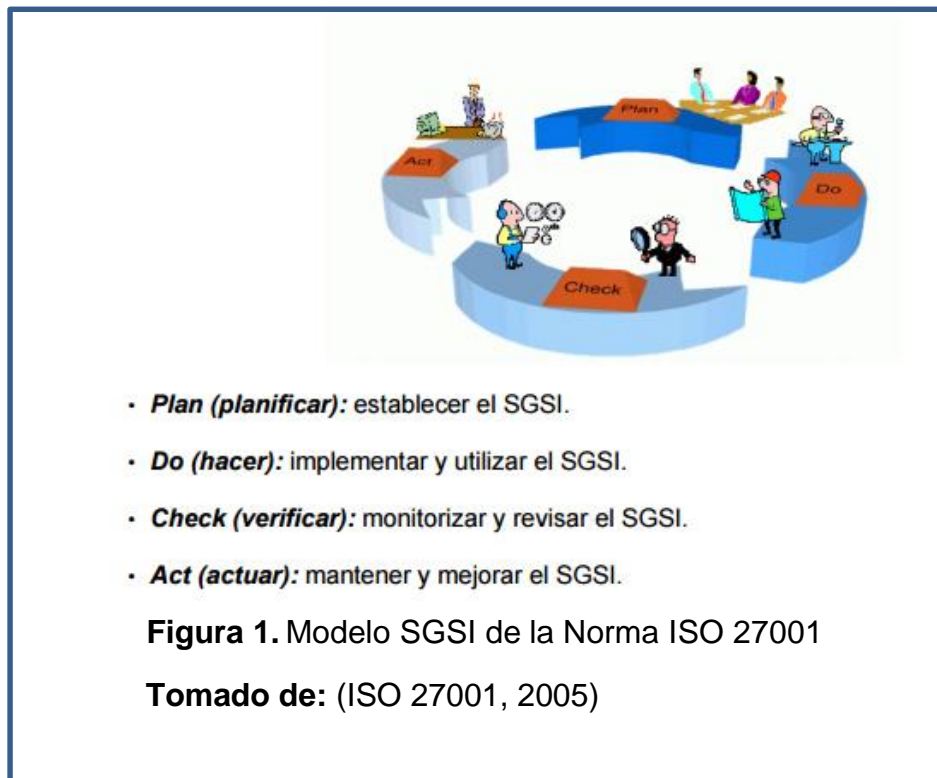 Plan
Act
Do
Check
• Plan (planificar): establecer el SGSI.
• Do (hacer): implementar y utilizar el SGSI.
• Check (verificar): monitorizar y revisar el SGSI.
• Act (actuar): mantener y mejorar el SGSI.
Figura 1. Modelo SGSI de la Norma ISO 27001
Tomado de: (ISO 27001, 2005)